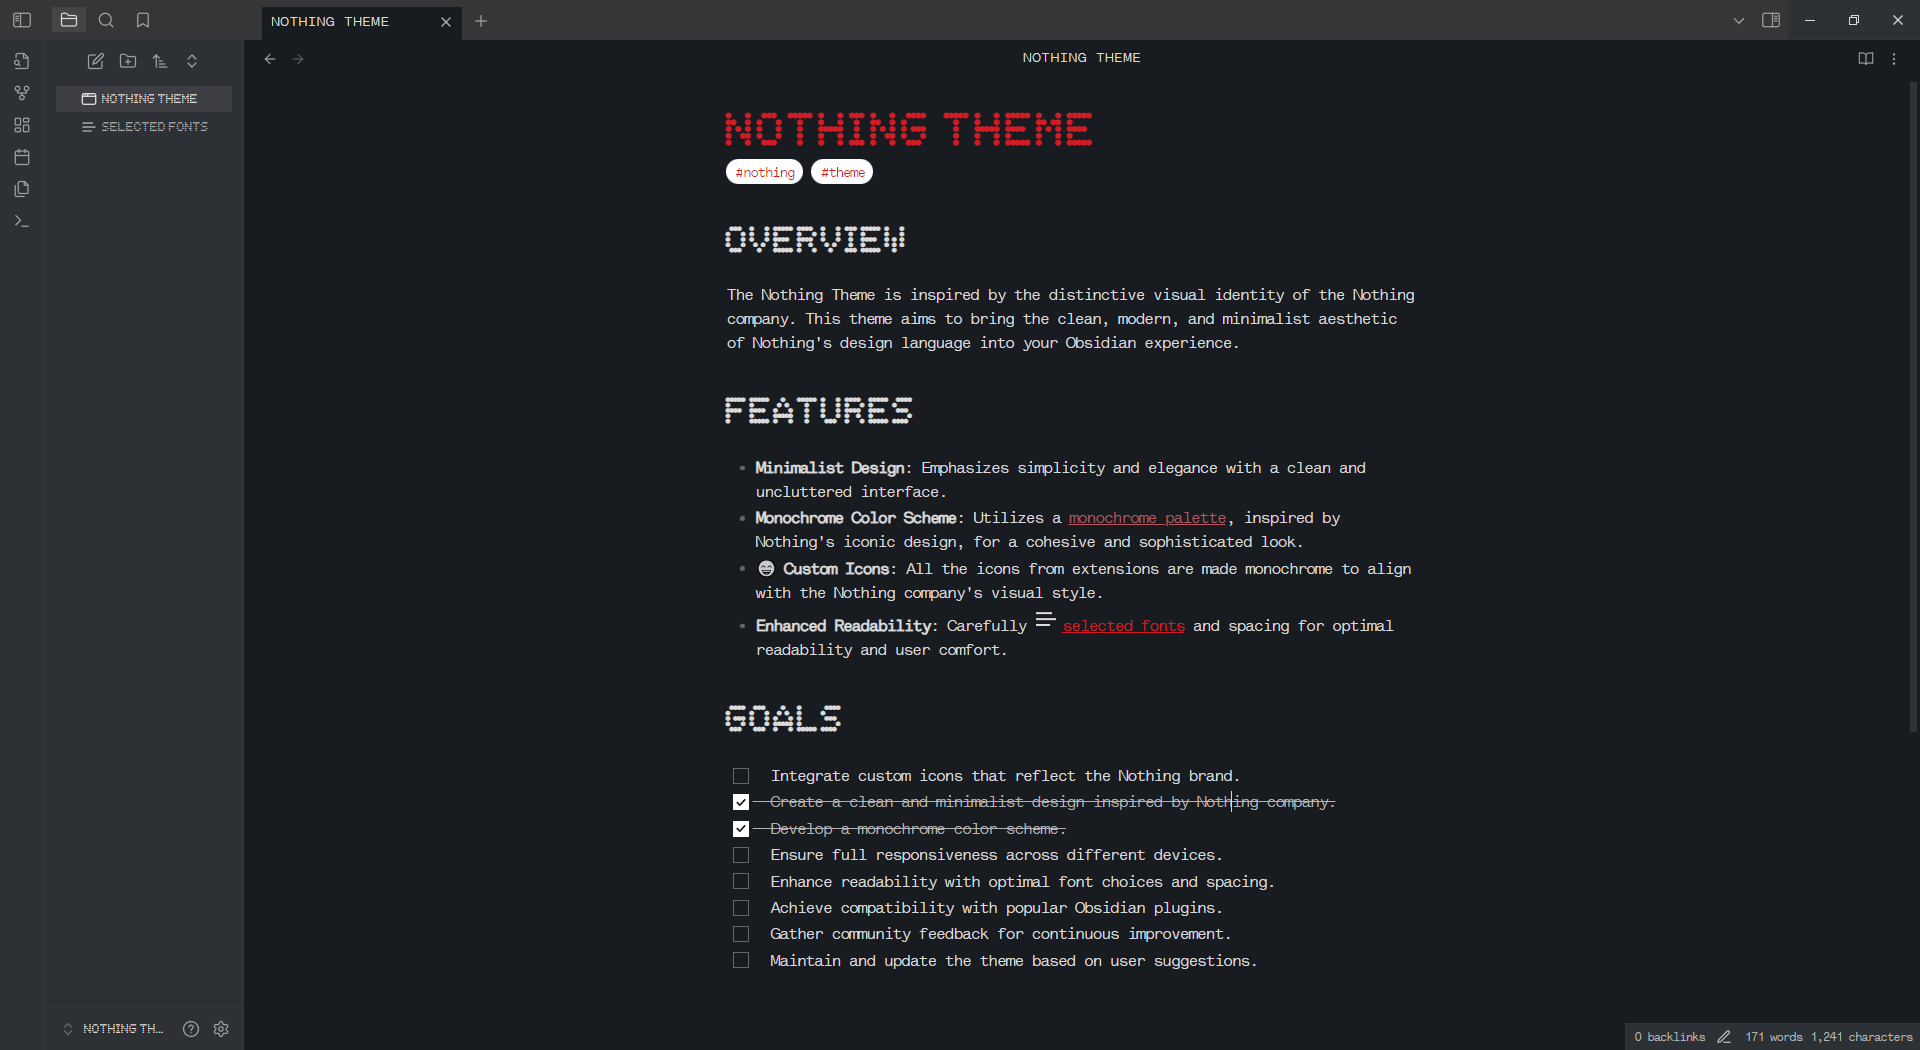 NOTHING THEME
NOTHING THEME
NOTHING THEME
SELECTED FONTS
NOTHING THEME
#nothing #theme
OVERVIEW
The Nothing Theme is inspired by the distinctive visual identity of the Nothing
company. This theme aims to bring the clean, modern, and minimalist aesthetic
of Nothing's design language into your Obsidian experience.
FEATURES
Minimalist Design: Emphasizes simplicity and elegance with a clean and
uncluttered interface.
Monochrome Color Scheme: Utilizes a monochrome palette, inspired by
Nothing's iconic design, for a cohesive and sophisticated look.
Custom Icons: All the icons from extensions are made monochrome to align
with the Nothing company's visual style.
Enhanced Readability: Carefully selected fonts and spacing for optimal
readability and user comfort.
GOALS
Integrate custom icons that reflect the Nothing brand.
Create a clean and minimalist design inspired by Nothing company.
Develop a monochrome color scheme.
Ensure full responsiveness across different devices.
Enhance readability with optimal font choices and spacing.
Achieve compatibility with popular Obsidian plugins.
Gather community feedback for continuous improvement.
Maintain and update the theme based on user suggestions.
NOTHING TH...
0 backlinks 171 words 1,241 characters